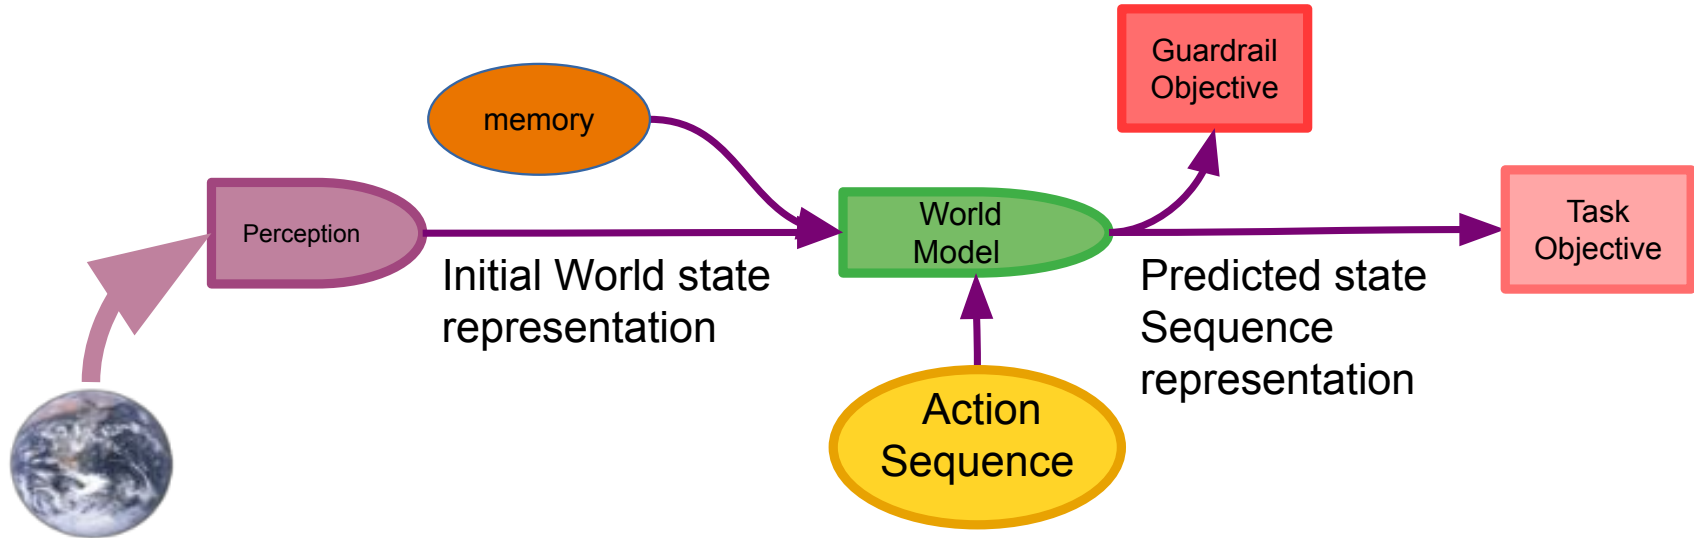 Guardrail
Objective
memory
Perception
World
Model
Task
Objective
Initial World state
representation
Predicted state
Sequence
representation
Action
Sequence